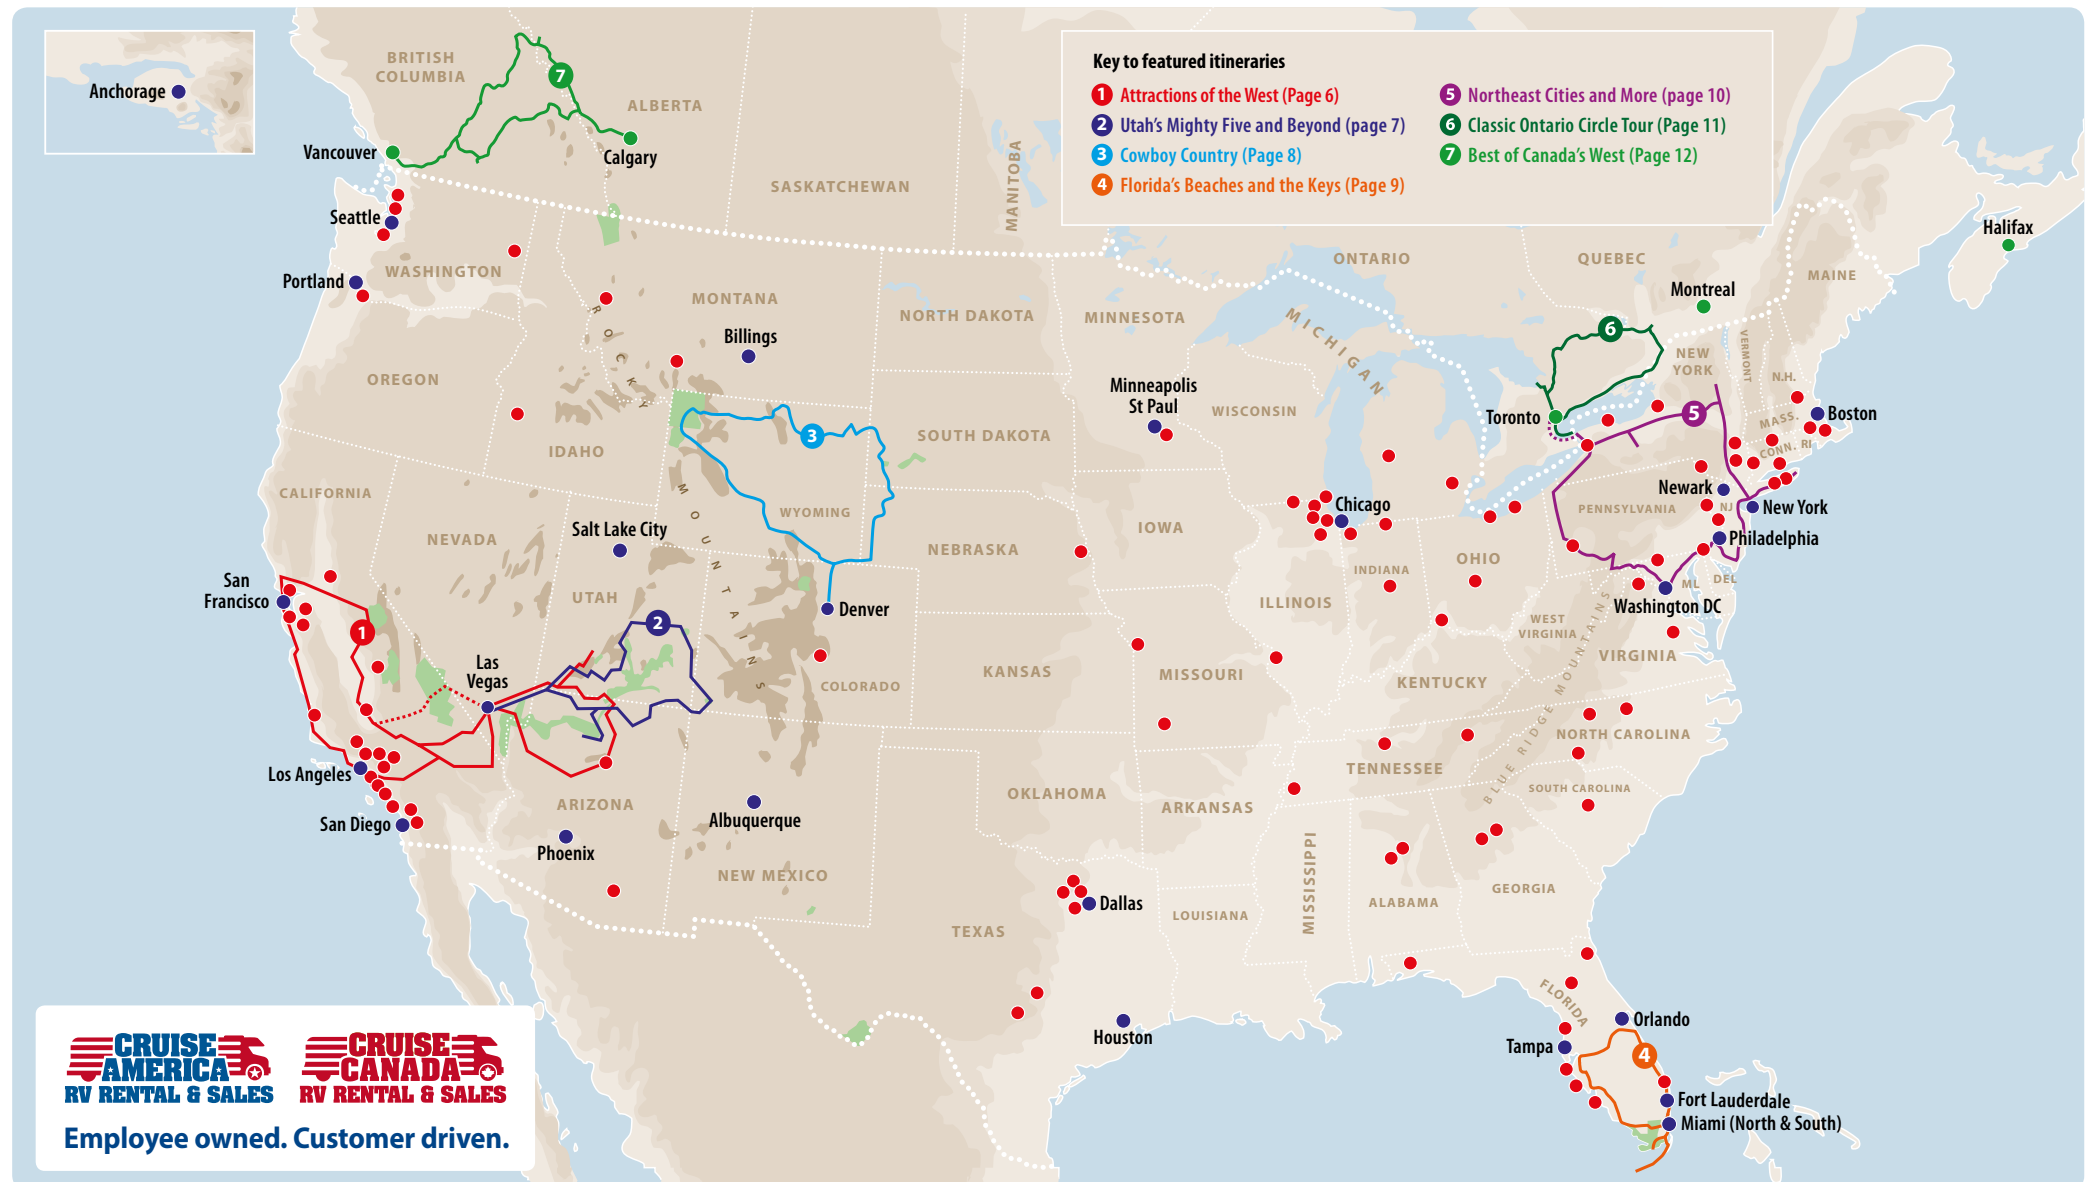 Key to featured itineraries
1 Attractions of the West (Page 6)
2 Utah's Mighty Five and Beyond (page 7)
3 Cowboy Country (Page 8)
4 Florida's Beaches and the Keys (Page 9)
5 Northeast Cities and More (page 10)
6 Classic Ontario Circle Tour (Page 11)
7 Best of Canada's West (Page 12)
Anchorage
BRITISH
COLUMBIA
7
ALBERTA
Vancouver
Calgary
SASKATCHEWAN
MANITOBA
Seattle
WASHINGTON
Portland
MONTANA
Billings
NORTH DAKOTA
MINNESOTA
ONTARIO
QUEBEC
Halifax
MAINE
Montreal
MICHIGAN
6
NEW
YORK
VERMONT
N.H.
OREGON
ROCKY
MOUNTAINS
Minneapolis
St Paul
WISCONSIN
Toronto
5
MASS.
Boston
CONN.
RI
IDAHO
3
SOUTH DAKOTA
CALIFORNIA
WYOMING
Chicago
Newark
NJ
New York
PENNSYLVANIA
Philadelphia
NEVADA
Salt Lake City
IOWA
NEBRASKA
OHIO
INDIANA
ML
DEL
San
Francisco
UTAH
Denver
ILLINOIS
Washington DC
1
2
WEST
VIRGINIA
VIRGINIA
Las
Vegas
COLORADO
KANSAS
MISSOURI
KENTUCKY
BLUE RIDGE MOUNTAINS
NORTH CAROLINA
Los Angeles
TENNESSEE
ARIZONA
Albuquerque
OKLAHOMA
ARKANSAS
SOUTH CAROLINA
San Diego
Phoenix
NEW MEXICO
MISSISSIPPI
GEORGIA
Dallas
ALABAMA
LOUISIANA
TEXAS
FLORIDA
Houston
Orlando
Tampa
4
Fort Lauderdale
Miami (North & South)
CRUISE
AMERICA
RV RENTAL & SALES
CRUISE
CANADA
RV RENTAL & SALES
Employee owned. Customer driven.